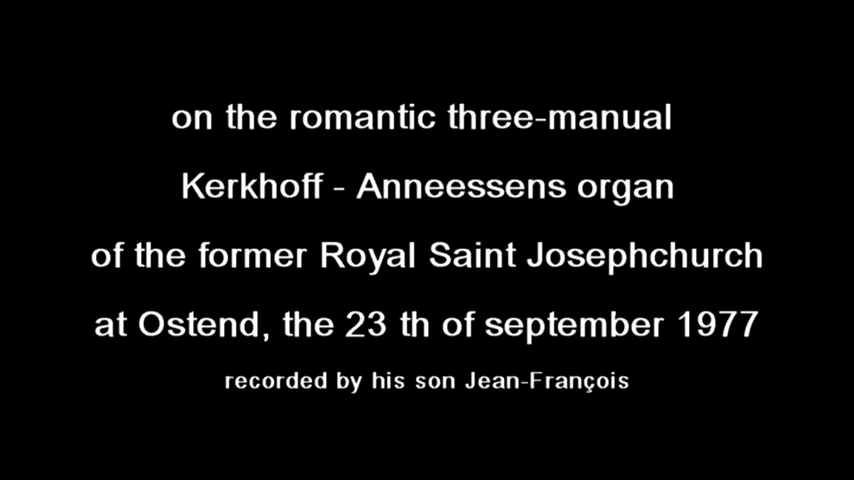 on the romantic three-manual
Kerkhoff - Anneessens organ
of the former Royal Saint Josephchurch
at Ostend, the 23 th of september 1977
recorded by his son Jean-François